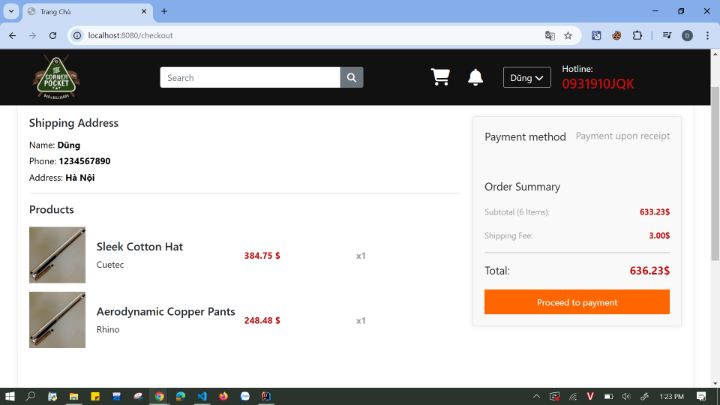 Trang Chủ
localhost:8080/checkout
THE
CORNER
POCKET
Search
Dũng
Hotline:
0931910JQK
Shipping Address
Name: Dũng
Phone: 1234567890
Address: Hà Nội
Products
Sleek Cotton Hat
Cuetec
384.75 $
x1
Aerodynamic Copper Pants
Rhino
248.48 $
x1
Payment method
Payment upon receipt
Order Summary
Subtotal (6 Items):
633.23$
Shipping Fee:
3.00$
Total:
636.23$
Proceed to payment
1:23 PM